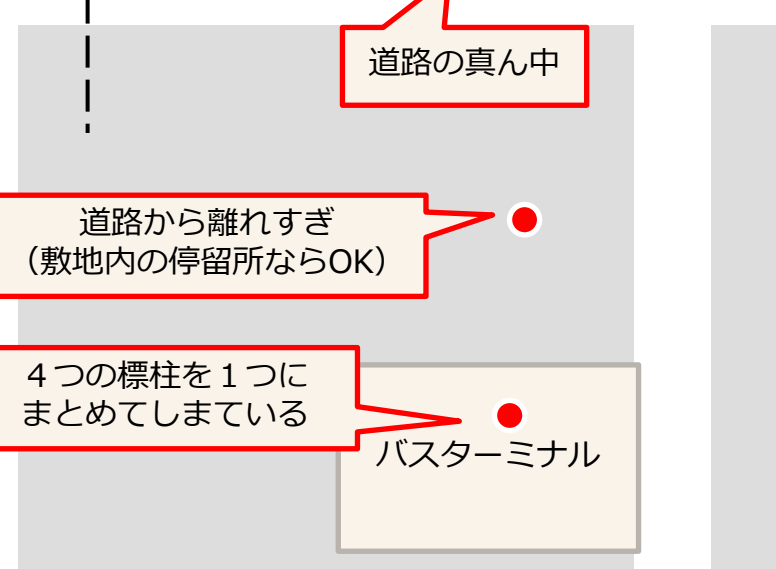 道路の真ん中
道路から離れすぎ
（敷地内の停留所ならOK）
４つの標柱を１つに
まとめてしまている
バスターミナル